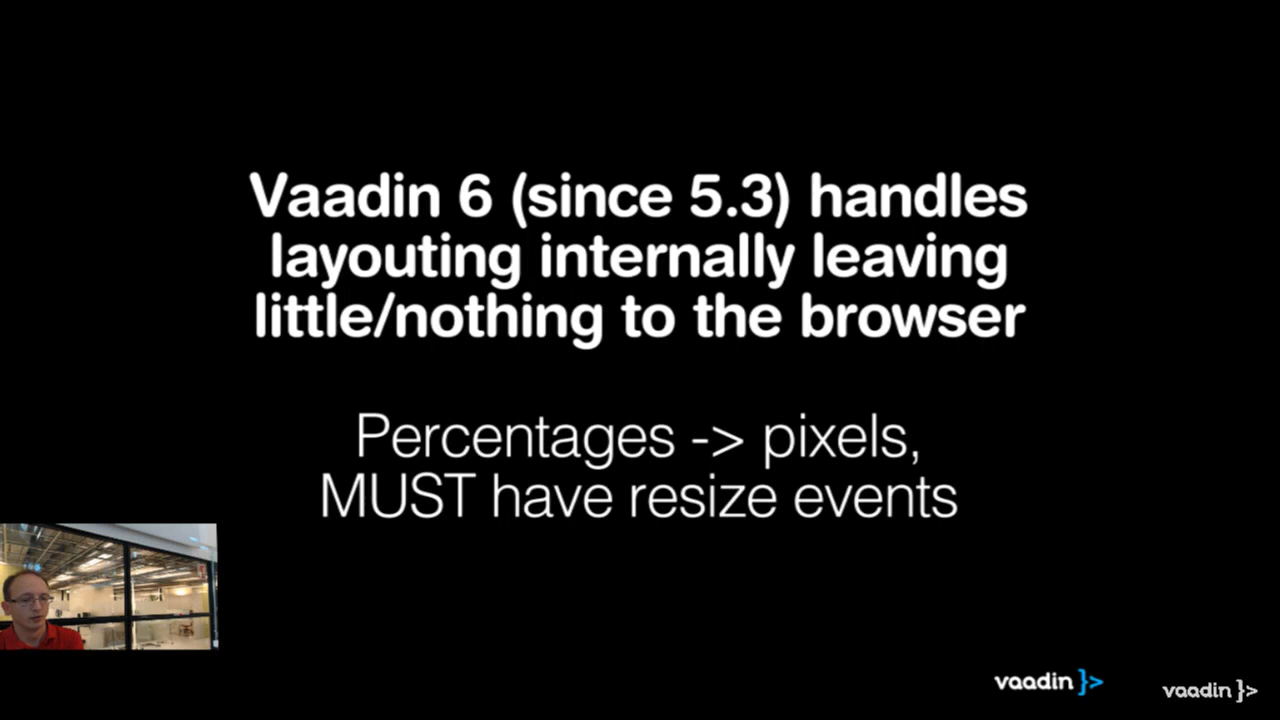 Vaadin 6 (since 5.3) handles
layouting internally leaving
little/nothing to the browser
Percentages -> pixels,
MUST have resize events
vaadin }>
vaadin }>